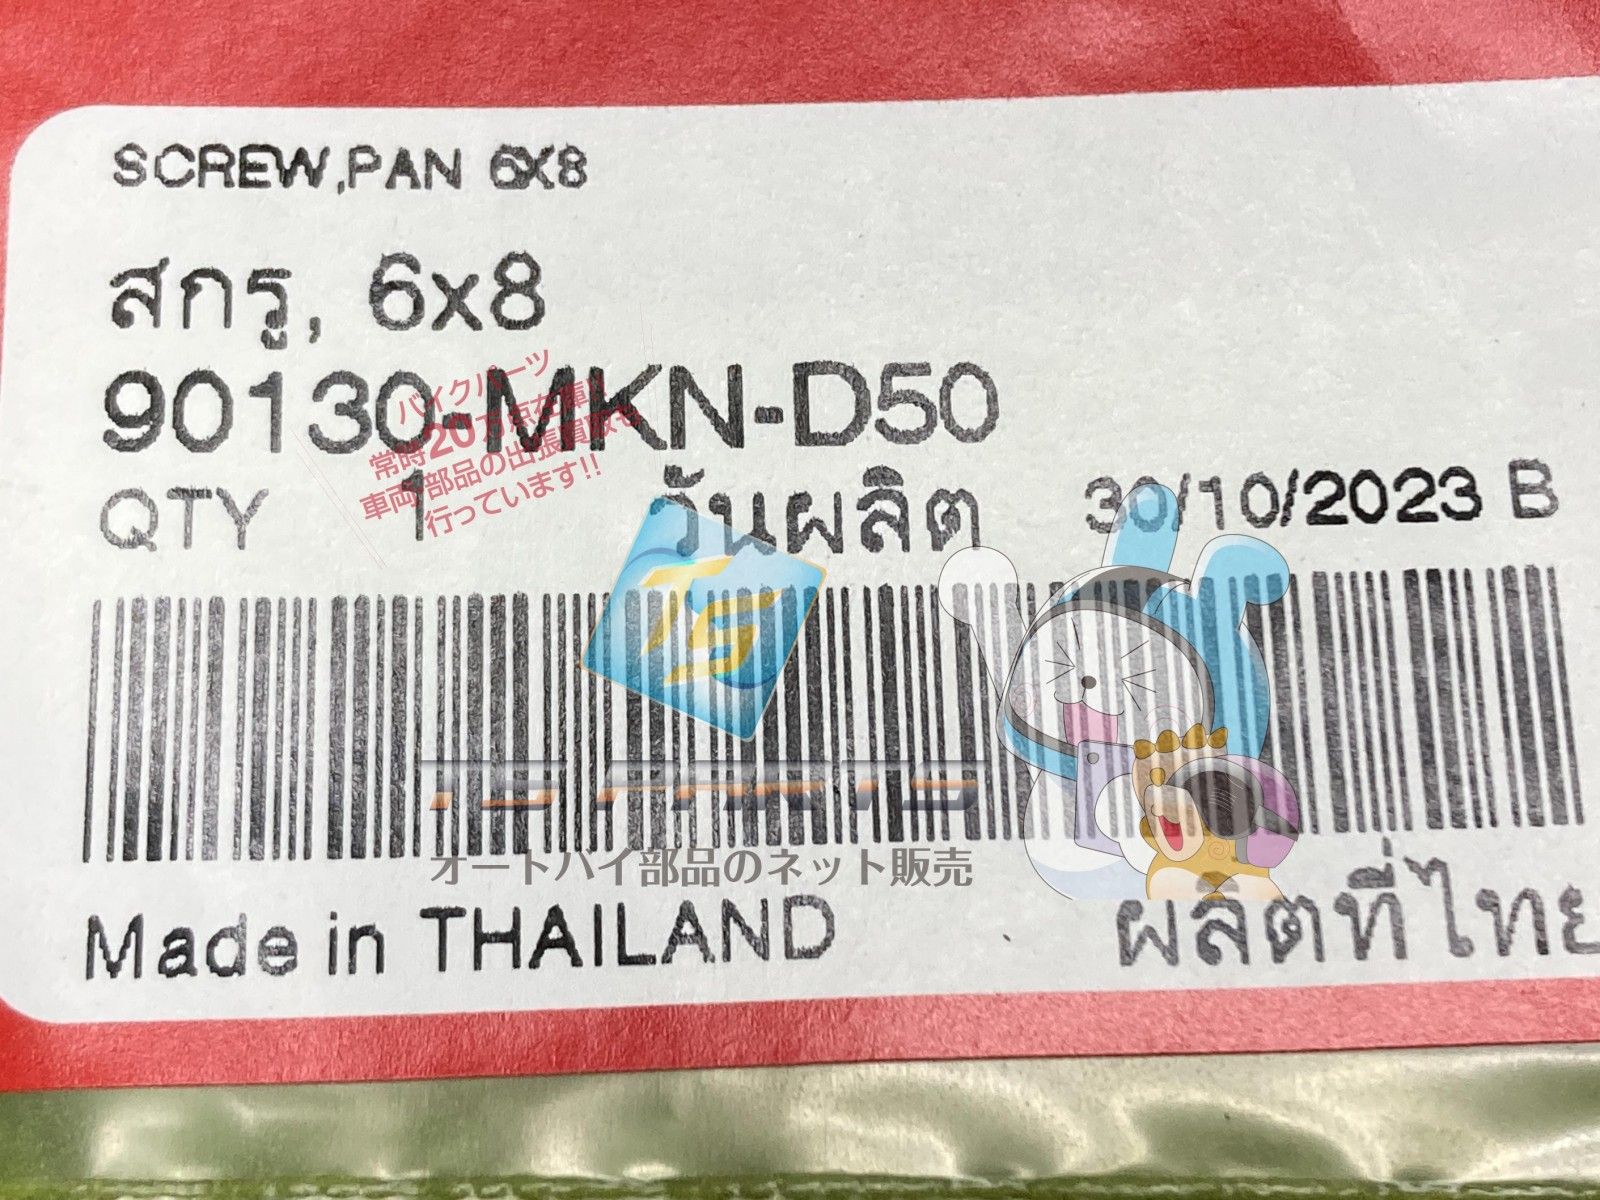 SCREW,PAN 6X8
สกรู, 6x8
90130-MKN-D50
バイクパーツ
常時20万点在庫!!
車両・部品の出張買取も
行っています!!
QTY 1 วันผลิต 30/10/2023 B
TS
TS PARTS
オートバイ部品のネット販売
Made in THAILAND ผลิตที่ไทย